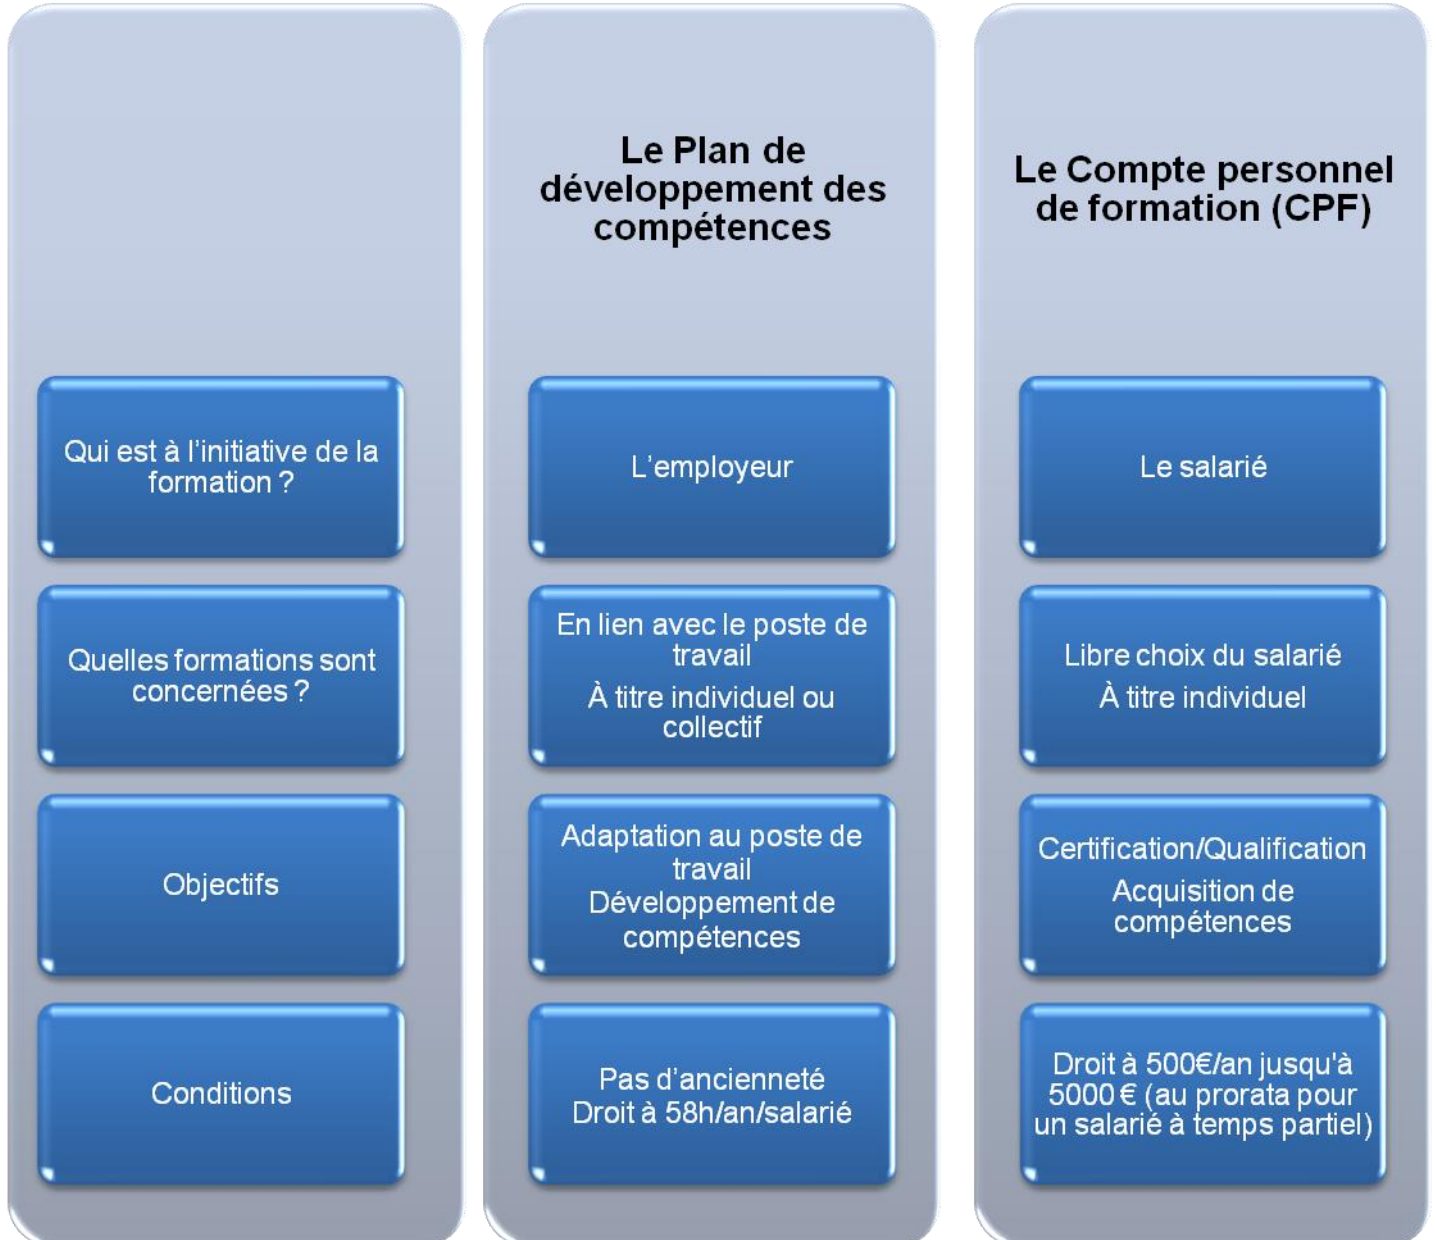 Le Plan de
développement des
compétences
Le Compte personnel
de formation (CPF)
Qui est à l'initiative de la
formation ?
L'employeur
Le salarié
Quelles formations sont
concernées ?
En lien avec le poste de
travail
À titre individuel ou
collectif
Libre choix du salarié
À titre individuel
Objectifs
Adaptation au poste de
travail
Développement de
compétences
Certification/Qualification
Acquisition de
compétences
Conditions
Pas d'ancienneté
Droit à 58h/an/salarié
Droit à 500€/an jusqu'à
5000 € (au prorata pour
un salarié à temps partiel)